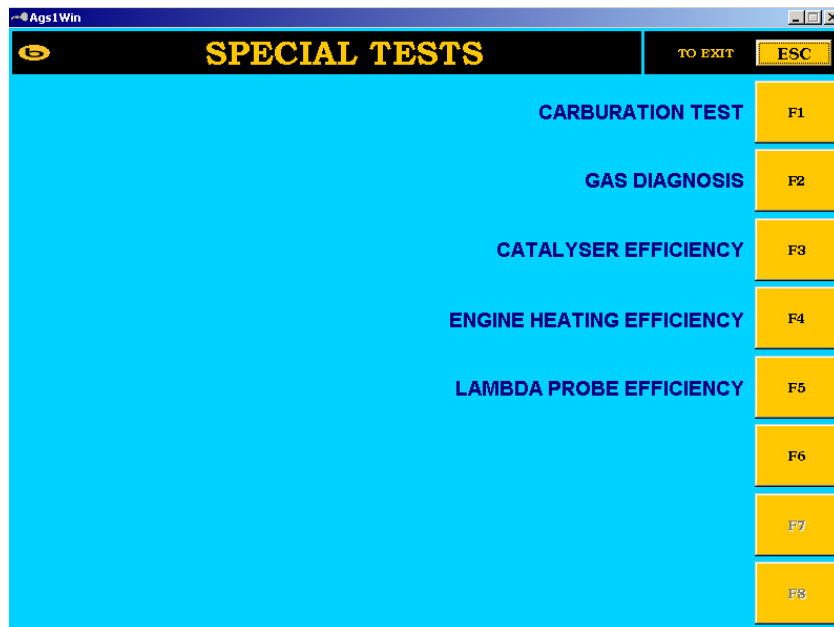 Ags1Win
b SPECIAL TESTS TO EXIT ESC
CARBURATION TEST F1
GAS DIAGNOSIS F2
CATALYSER EFFICIENCY F3
ENGINE HEATING EFFICIENCY F4
LAMBDA PROBE EFFICIENCY F5
F6
F7
F8